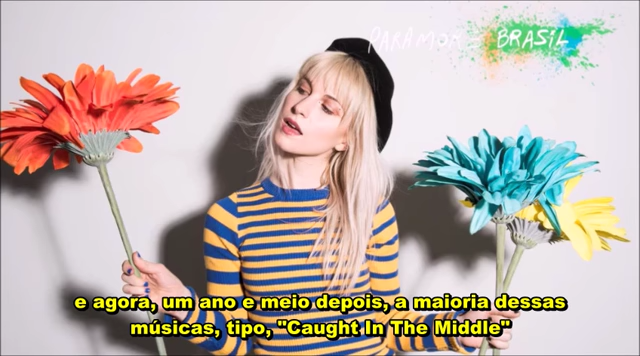 PARAMORE BRASIL
e agora, um ano e meio depois, a maioria dessas
músicas, tipo, "Caught In The Middle"